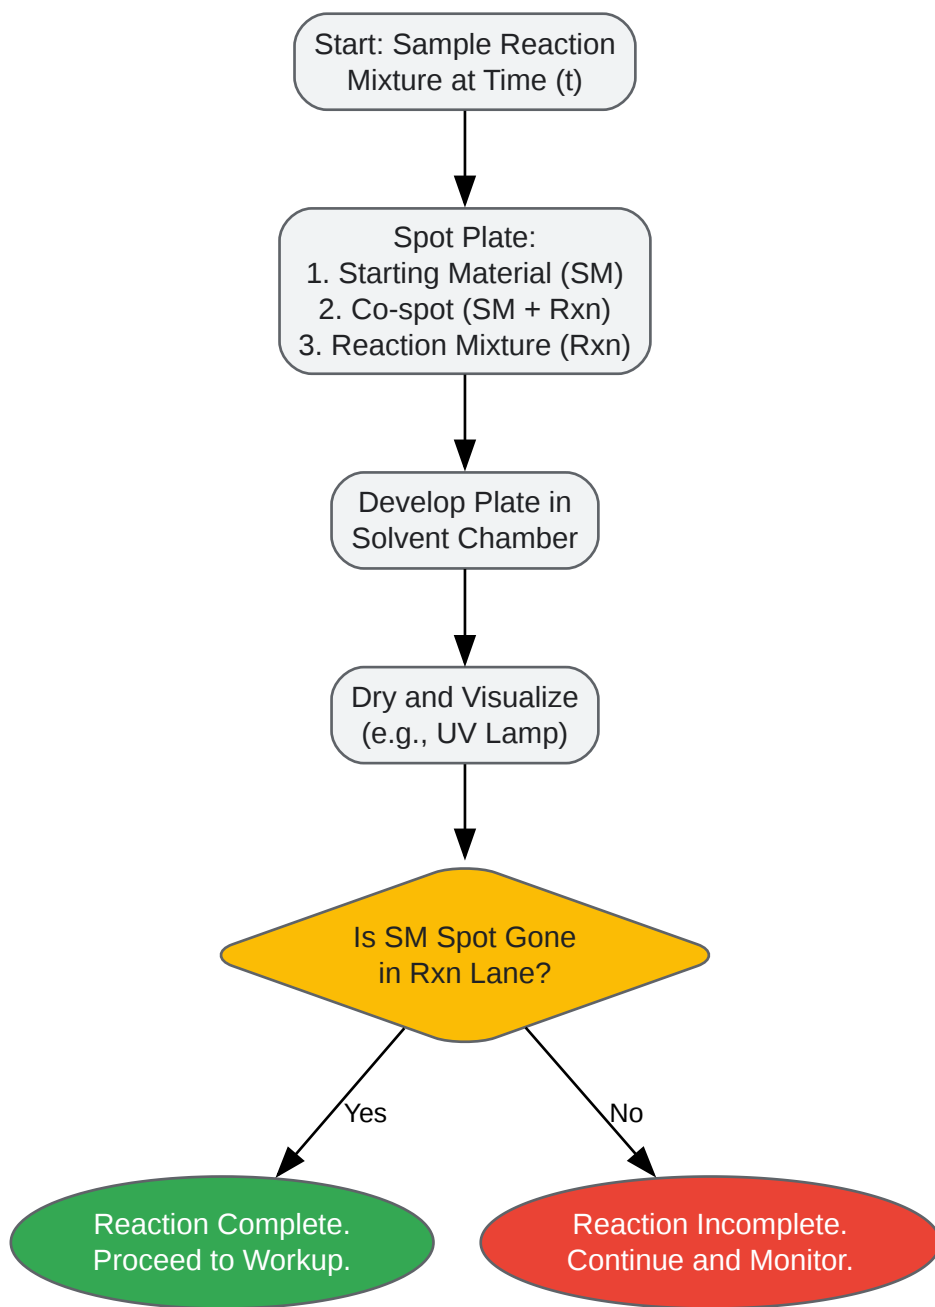 Start: Sample Reaction
Mixture at Time (t)
Spot Plate:
1. Starting Material (SM)
2. Co-spot (SM + Rxn)
3. Reaction Mixture (Rxn)
Develop Plate in
Solvent Chamber
Dry and Visualize
(e.g., UV Lamp)
Is SM Spot Gone
in Rxn Lane?
Yes
No
Reaction Complete.
Proceed to Workup.
Reaction Incomplete.
Continue and Monitor.